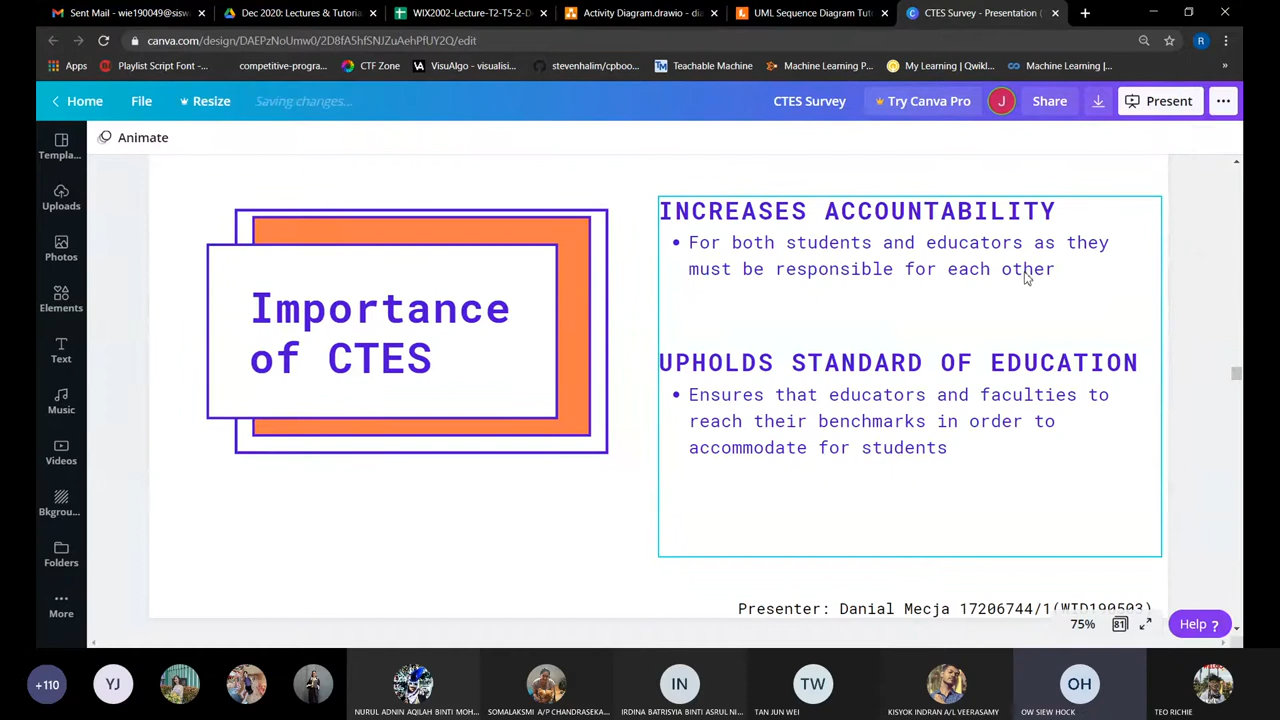 Sent Mail - wie190049@sisw
Dec 2020: Lectures & Tutoria
WIX2002-Lecture-T2-T5-2-D
Activity Diagram.drawio - dia
UML Sequence Diagram Tut
CTES Survey - Presentation (
canva.com/design/DAEPzNoUmw0/2D8fA5hfSNJZuAehPfUY2Q/edit
R
Apps
Playlist Script Font -...
competitive-progra...
CTF Zone
VisuAlgo - visualisi...
stevenhalim/cpboo...
Teachable Machine
Machine Learning P...
My Learning | Qwikl...
Machine Learning |...
Home
File
Resize
Saving changes...
CTES Survey
Try Canva Pro
J
Share
Present
Animate
Templa...
Uploads
Photos
Elements
Text
Music
Videos
Bkgrou...
Folders
More
Importance
of CTES
INCREASES ACCOUNTABILITY
• For both students and educators as they
must be responsible for each other
UPHOLDS STANDARD OF EDUCATION
• Ensures that educators and faculties to
reach their benchmarks in order to
accommodate for students
Presenter: Danial Mecja 17206744/1(WID190503)
75%
81
Help ?
+110
YJ
IN
TW
OH
NURUL ADNIN AQILAH BINTI MOH...
SOMALAKSMI A/P CHANDRASEKA...
IRDINA BATRISYIA BINTI ASRUL NI...
TAN JUN WEI
KISYOK INDRAN A/L VEERASAMY
OW SIEW HOCK
TEO RICHIE